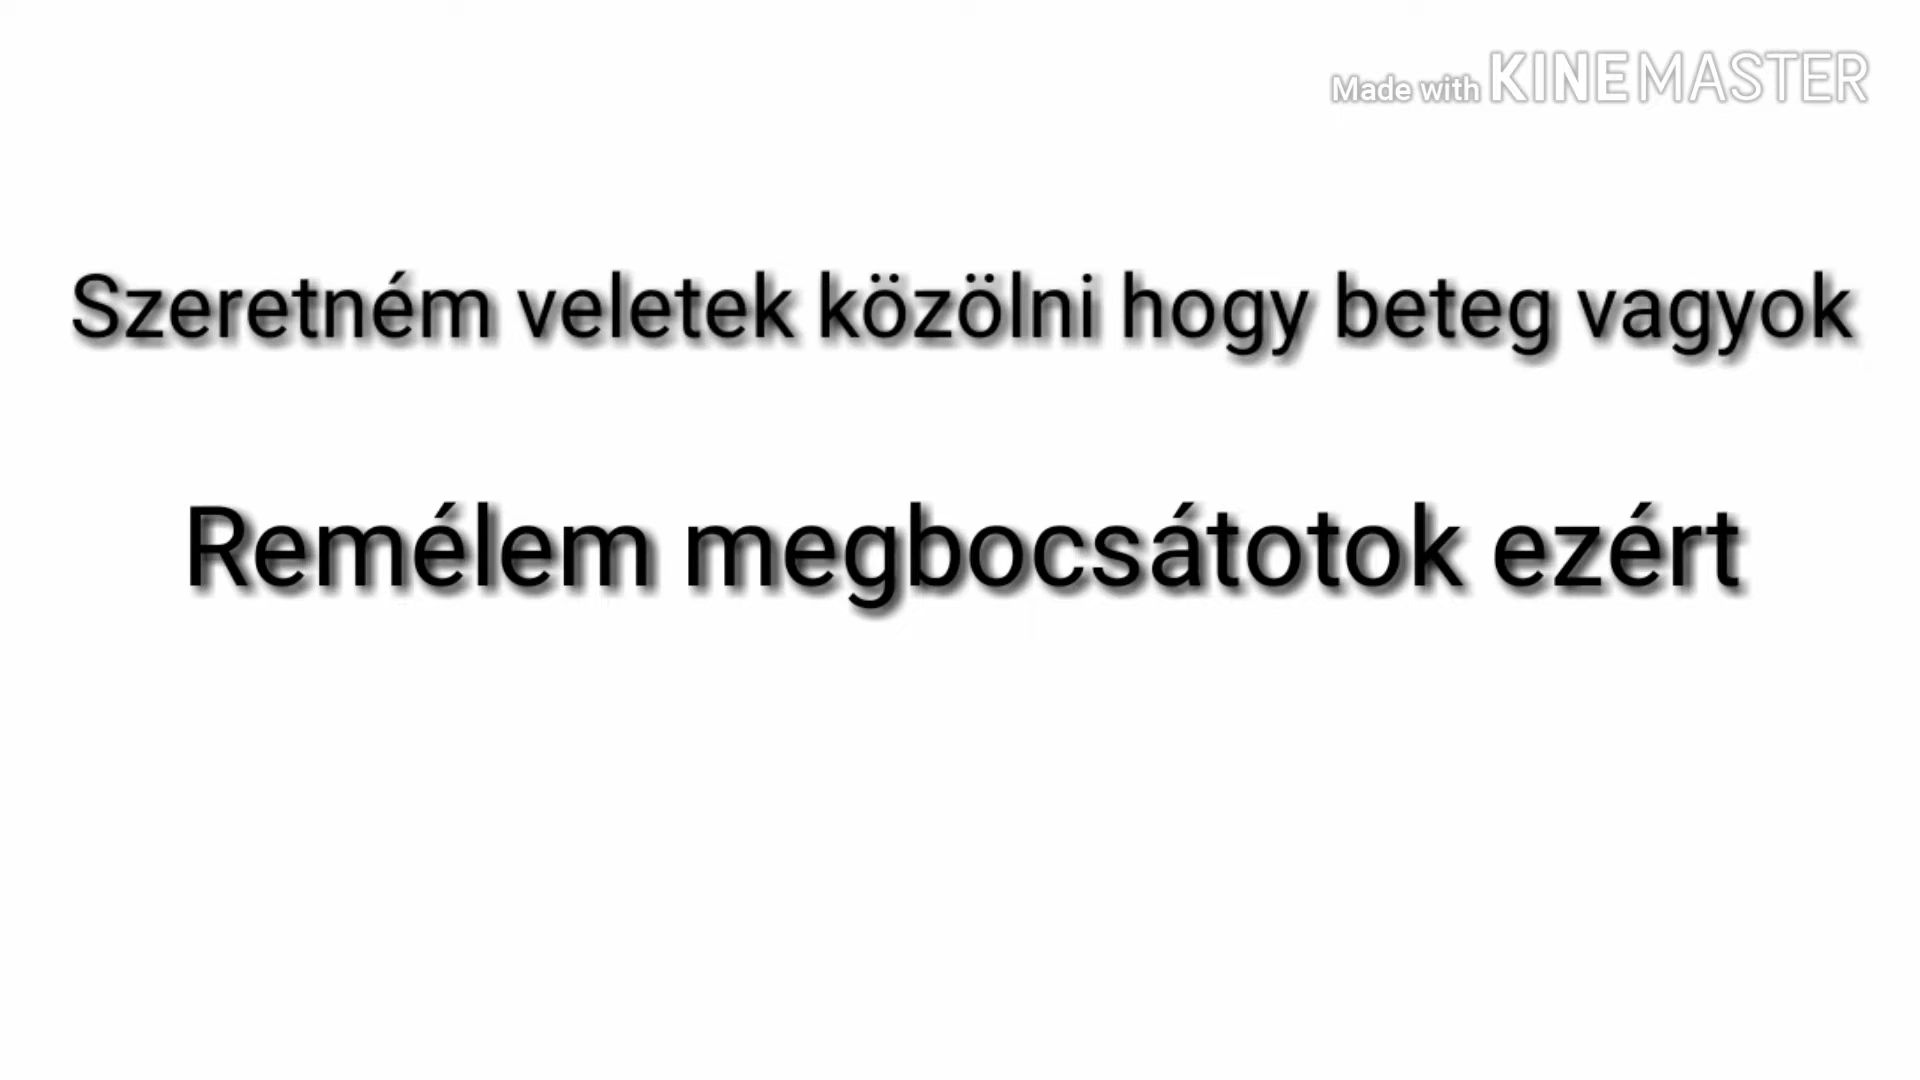 Made with KINEMASTER
Szeretném veletek közölni hogy beteg vagyok
Remélem megbocsátotok ezért